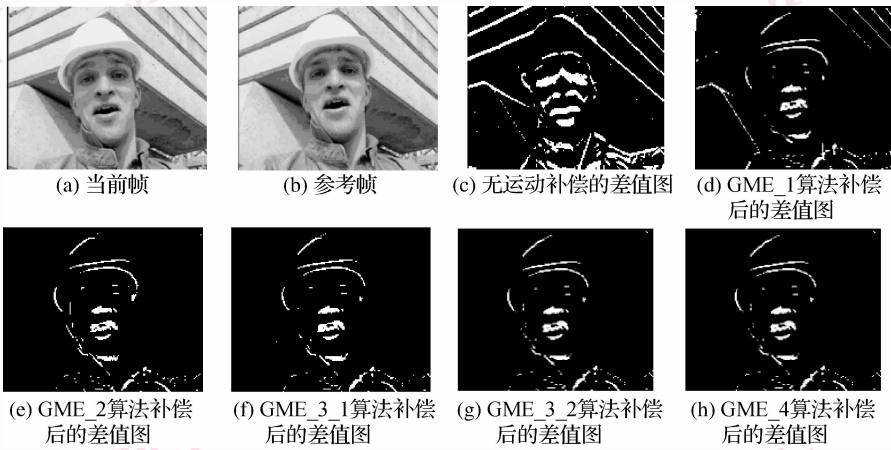 (a) 当前帧
(b) 参考帧
(c) 无运动补偿的差值图
(d) GME_1算法补偿
后的差值图
(e) GME_2算法补偿
后的差值图
(f) GME_3_1算法补偿
后的差值图
(g) GME_3_2算法补偿
后的差值图
(h) GME_4算法补偿
后的差值图